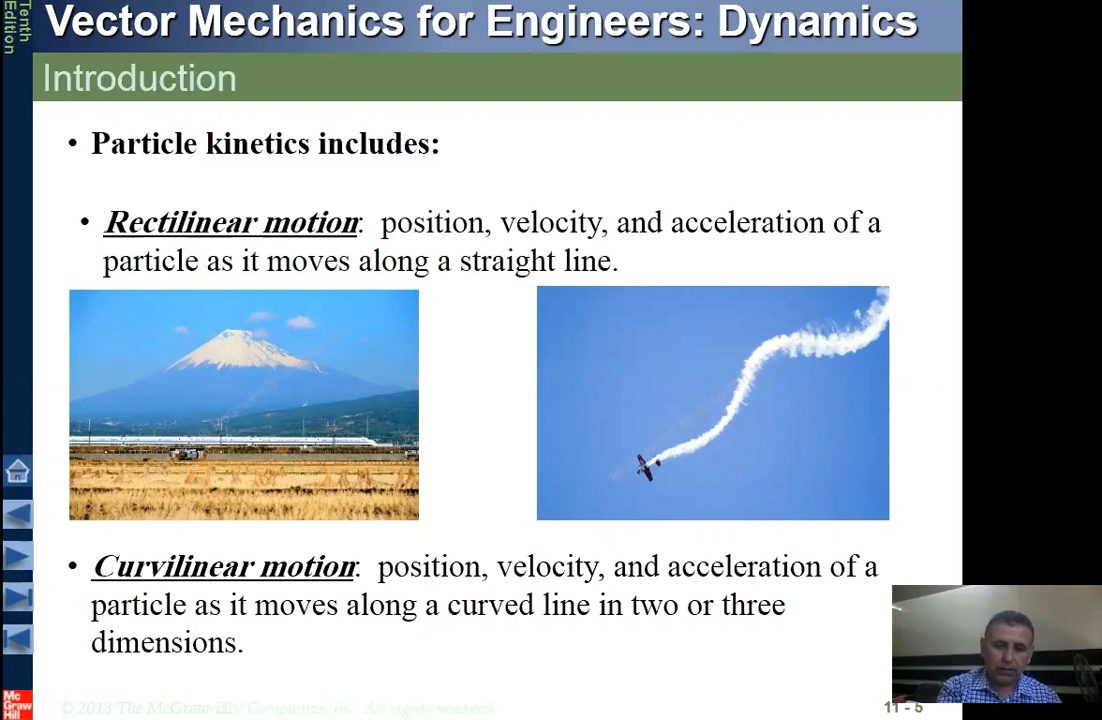 Tenth
Edition
Vector Mechanics for Engineers: Dynamics
Introduction
• Particle kinetics includes:
• Rectilinear motion: position, velocity, and acceleration of a
particle as it moves along a straight line.
• Curvilinear motion: position, velocity, and acceleration of a
particle as it moves along a curved line in two or three
dimensions.
Mc
Graw
Hill
© 2013 The McGraw-Hill Companies, Inc. All rights reserved.
11 - 5